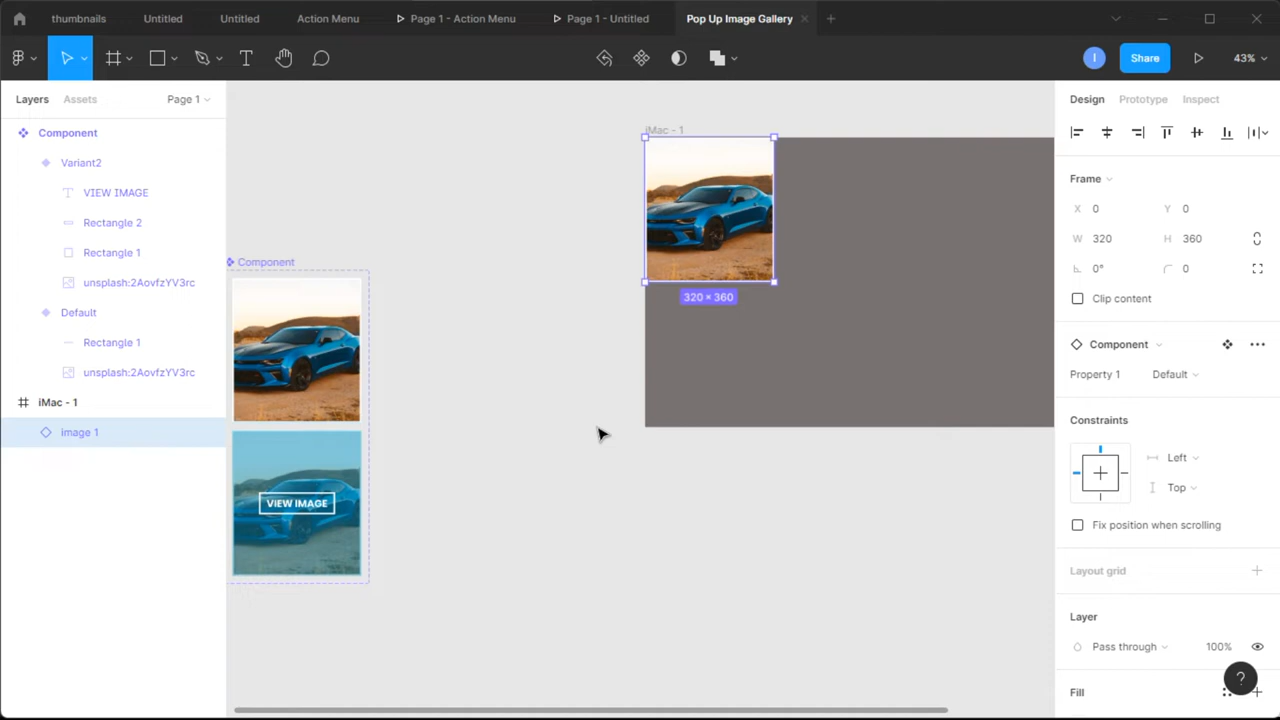 thumbnails Untitled Untitled Action Menu Page 1 - Action Menu Page 1 - Untitled Pop Up Image Gallery
I Share 43%
Layers Assets Page 1
Component
Variant2
VIEW IMAGE
Rectangle 2
Rectangle 1
unsplash:2AovfzYV3rc
Default
Rectangle 1
unsplash:2AovfzYV3rc
iMac - 1
image 1
Component
VIEW IMAGE
iMac - 1
320 × 360
Design Prototype Inspect
Frame
X 0 Y 0
W 320 H 360
0° 0
Clip content
Component
Property 1 Default
Constraints
Left
Top
Fix position when scrolling
Layout grid
Layer
Pass through 100%
Fill
?